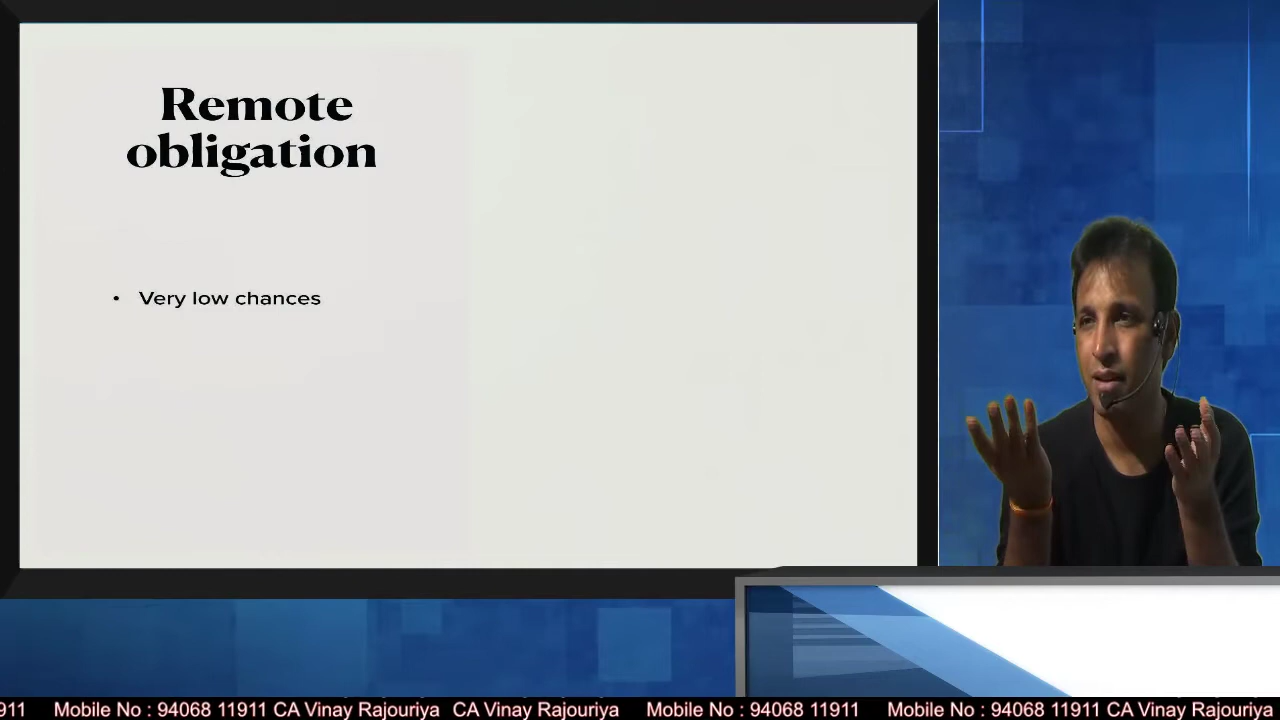 Remote
obligation
• Very low chances
911 Mobile No : 94068 11911 CA Vinay Rajouriya CA Vinay Rajouriya Mobile No : 94068 11911 Mobile No : 94068 11911 CA Vinay Rajouriya